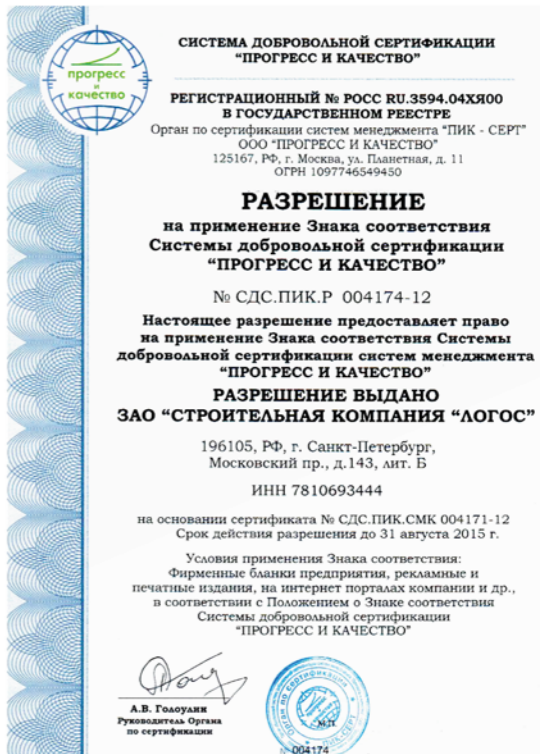 прогресс
и
качество
СИСТЕМА ДОБРОВОЛЬНОЙ СЕРТИФИКАЦИИ
“ПРОГРЕСС И КАЧЕСТВО”
РЕГИСТРАЦИОННЫЙ № РОСС RU.3594.04ХЯ00
В ГОСУДАРСТВЕННОМ РЕЕСТРЕ
Орган по сертификации систем менеджмента “ПИК - СЕРТ”
ООО “ПРОГРЕСС И КАЧЕСТВО”
125167, РФ, г. Москва, ул. Планетная, д. 11
ОГРН 1097746549450
РАЗРЕШЕНИЕ
на применение Знака соответствия
Системы добровольной сертификации
“ПРОГРЕСС И КАЧЕСТВО”
№ СДС.ПИК.Р 004174-12
Настоящее разрешение предоставляет право
на применение Знака соответствия Системы
добровольной сертификации систем менеджмента
“ПРОГРЕСС И КАЧЕСТВО”
РАЗРЕШЕНИЕ ВЫДАНО
ЗАО “СТРОИТЕЛЬНАЯ КОМПАНИЯ “ЛОГОС”
196105, РФ, г. Санкт-Петербург,
Московский пр., д.143, лит. Б
ИНН 7810693444
на основании сертификата № СДС.ПИК.СМК 004171-12
Срок действия разрешения до 31 августа 2015 г.
Условия применения Знака соответствия:
Фирменные бланки предприятия, рекламные и
печатные издания, на интернет порталах компании и др.,
в соответствии с Положением о Знаке соответствия
Системы добровольной сертификации
“ПРОГРЕСС И КАЧЕСТВО”
А.В. Голоулин
Руководитель Органа
по сертификации
Орган по сертификации
М.П.
№ 004174